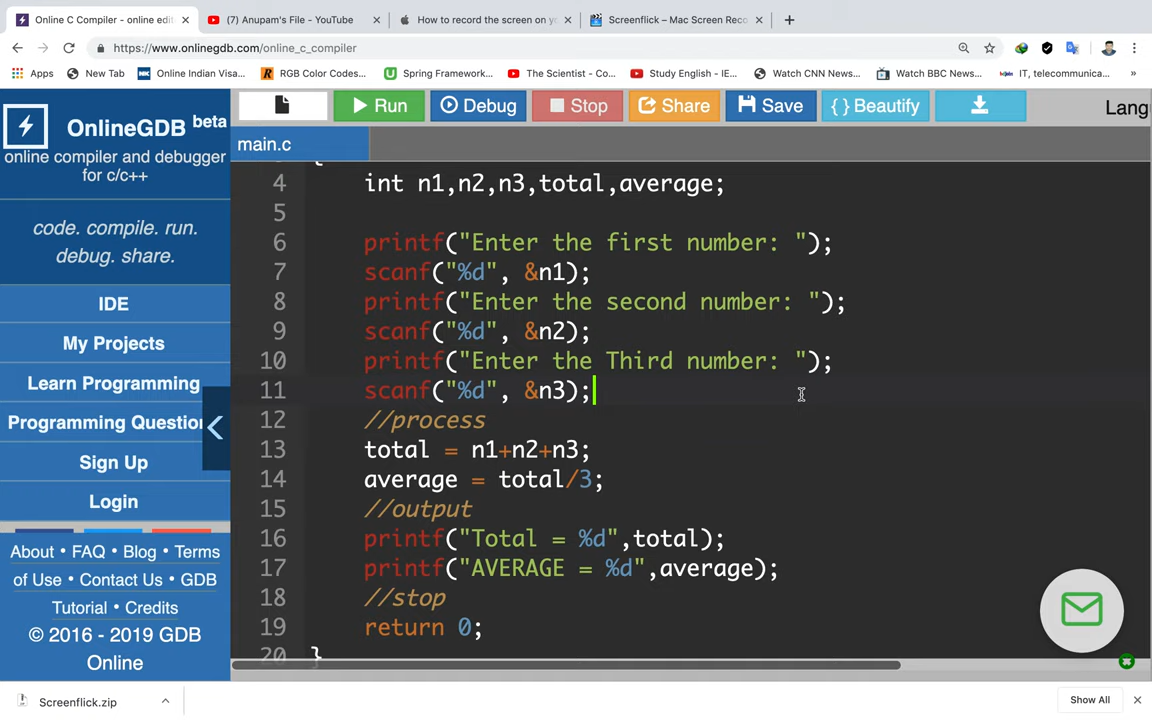 Online C Compiler - online edit
(7) Anupam's File - YouTube
How to record the screen on yo
Screenflick – Mac Screen Reco
https://www.onlinegdb.com/online_c_compiler
Apps
New Tab
Online Indian Visa...
RGB Color Codes...
Spring Framework...
The Scientist - Co...
Study English - IE...
Watch CNN News...
Watch BBC News...
IT, telecommunica...
»
OnlineGDB beta
online compiler and debugger
for c/c++
code. compile. run.
debug. share.
IDE
My Projects
Learn Programming
Programming Questio
Sign Up
Login
About • FAQ • Blog • Terms
of Use • Contact Us • GDB
Tutorial • Credits
© 2016 - 2019 GDB
Online
Run
Debug
Stop
Share
Save
{ } Beautify
Lang
main.c
{
4 int n1,n2,n3,total,average;
5
6 printf("Enter the first number: ");
7 scanf("%d", &n1);
8 printf("Enter the second number: ");
9 scanf("%d", &n2);
10 printf("Enter the Third number: ");
11 scanf("%d", &n3);
12 //process
13 total = n1+n2+n3;
14 average = total/3;
15 //output
16 printf("Total = %d",total);
17 printf("AVERAGE = %d",average);
18 //stop
19 return 0;
20 }
Screenflick.zip
Show All